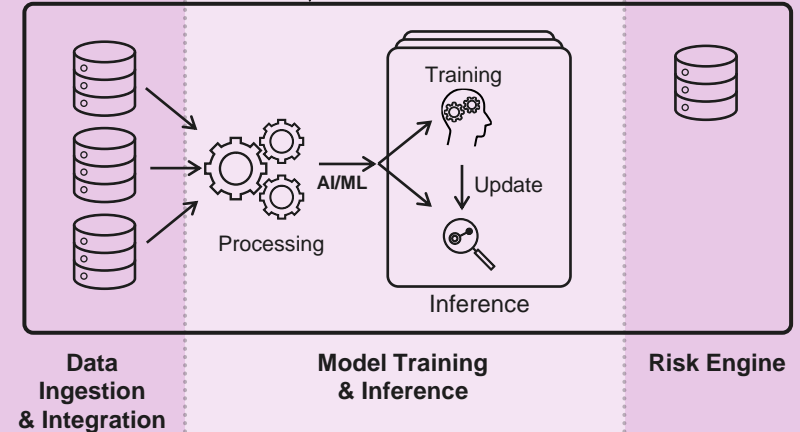 Training
AI/ML
Update
Processing
Inference
Data
Ingestion
& Integration
Model Training
& Inference
Risk Engine